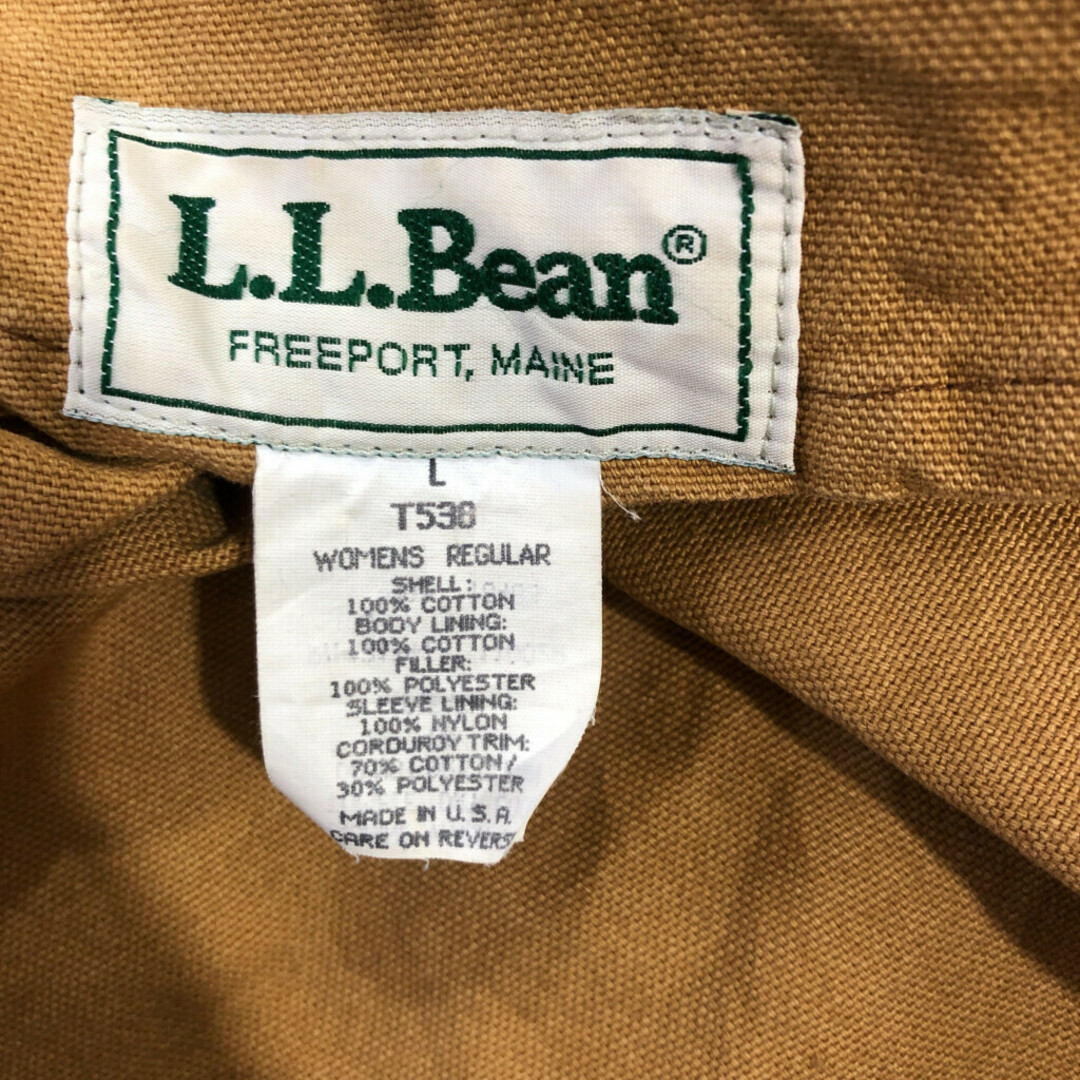 L.L.Bean®
FREEPORT, MAINE
L
T538
WOMENS REGULAR
SHELL:
100% COTTON
BODY LINING:
100% COTTON
FILLER:
100% POLYESTER
SLEEVE LINING:
100% NYLON
CORDUROY TRIM:
70% COTTON/
30% POLYESTER
MADE IN U.S.A.
CARE ON REVERS